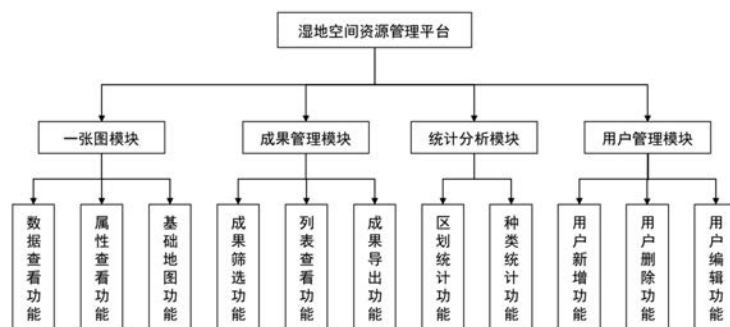 湿地空间资源管理平台
一张图模块
成果管理模块
统计分析模块
用户管理模块
数据查看功能
属性查看功能
基础地图功能
成果筛选功能
列表查看功能
成果导出功能
区划统计功能
种类统计功能
用户新增功能
用户删除功能
用户编辑功能